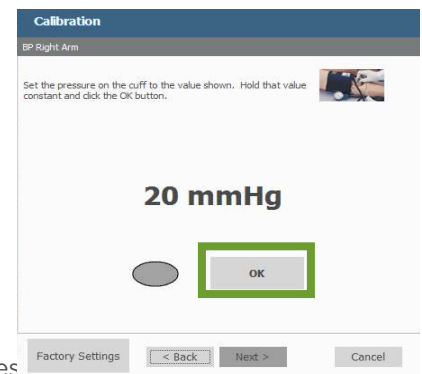 Calibration
BP Right Arm
Set the pressure on the cuff to the value shown. Hold that value
constant and click the OK button.
20 mmHg
OK
es
Factory Settings
< Back
Next >
Cancel